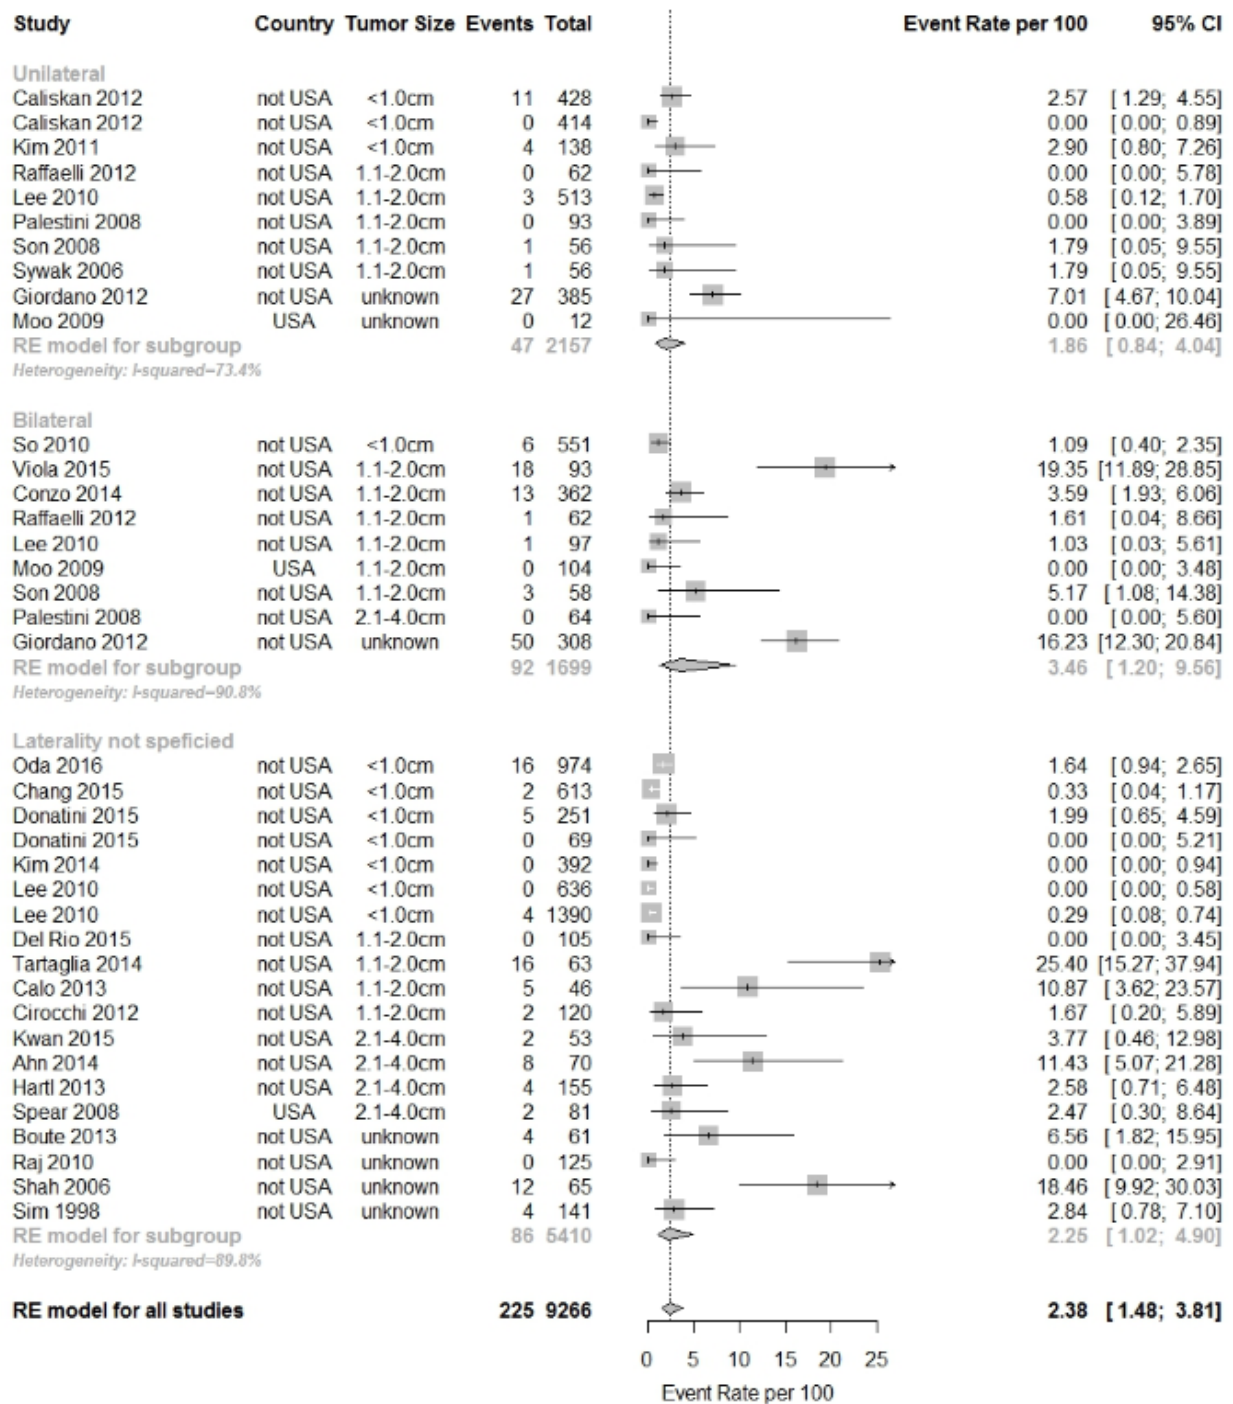 Study Country Tumor Size Events Total Event Rate per 100 95% CI
Unilateral
Caliskan 2012 not USA <1.0cm 11 428 2.57 [ 1.29; 4.55]
Caliskan 2012 not USA <1.0cm 0 414 0.00 [ 0.00; 0.89]
Kim 2011 not USA <1.0cm 4 138 2.90 [ 0.80; 7.26]
Raffaelli 2012 not USA 1.1-2.0cm 0 62 0.00 [ 0.00; 5.78]
Lee 2010 not USA 1.1-2.0cm 3 513 0.58 [ 0.12; 1.70]
Palestini 2008 not USA 1.1-2.0cm 0 93 0.00 [ 0.00; 3.89]
Son 2008 not USA 1.1-2.0cm 1 56 1.79 [ 0.05; 9.55]
Sywak 2006 not USA 1.1-2.0cm 1 56 1.79 [ 0.05; 9.55]
Giordano 2012 not USA unknown 27 385 7.01 [ 4.67; 10.04]
Moo 2009 USA unknown 0 12 0.00 [ 0.00; 26.46]
RE model for subgroup 47 2157 1.86 [ 0.84; 4.04]
Heterogeneity: I-squared=73.4%
Bilateral
So 2010 not USA <1.0cm 6 551 1.09 [ 0.40; 2.35]
Viola 2015 not USA 1.1-2.0cm 18 93 19.35 [11.89; 28.85]
Conzo 2014 not USA 1.1-2.0cm 13 362 3.59 [ 1.93; 6.06]
Raffaelli 2012 not USA 1.1-2.0cm 1 62 1.61 [ 0.04; 8.66]
Lee 2010 not USA 1.1-2.0cm 1 97 1.03 [ 0.03; 5.61]
Moo 2009 USA 1.1-2.0cm 0 104 0.00 [ 0.00; 3.48]
Son 2008 not USA 1.1-2.0cm 3 58 5.17 [ 1.08; 14.38]
Palestini 2008 not USA 2.1-4.0cm 0 64 0.00 [ 0.00; 5.60]
Giordano 2012 not USA unknown 50 308 16.23 [12.30; 20.84]
RE model for subgroup 92 1699 3.46 [ 1.20; 9.56]
Heterogeneity: I-squared=90.8%
Laterality not speficied
Oda 2016 not USA <1.0cm 16 974 1.64 [ 0.94; 2.65]
Chang 2015 not USA <1.0cm 2 613 0.33 [ 0.04; 1.17]
Donatini 2015 not USA <1.0cm 5 251 1.99 [ 0.65; 4.59]
Donatini 2015 not USA <1.0cm 0 69 0.00 [ 0.00; 5.21]
Kim 2014 not USA <1.0cm 0 392 0.00 [ 0.00; 0.94]
Lee 2010 not USA <1.0cm 0 636 0.00 [ 0.00; 0.58]
Lee 2010 not USA <1.0cm 4 1390 0.29 [ 0.08; 0.74]
Del Rio 2015 not USA 1.1-2.0cm 0 105 0.00 [ 0.00; 3.45]
Tartaglia 2014 not USA 1.1-2.0cm 16 63 25.40 [15.27; 37.94]
Calo 2013 not USA 1.1-2.0cm 5 46 10.87 [ 3.62; 23.57]
Cirocchi 2012 not USA 1.1-2.0cm 2 120 1.67 [ 0.20; 5.89]
Kwan 2015 not USA 2.1-4.0cm 2 53 3.77 [ 0.46; 12.98]
Ahn 2014 not USA 2.1-4.0cm 8 70 11.43 [ 5.07; 21.28]
Hartl 2013 not USA 2.1-4.0cm 4 155 2.58 [ 0.71; 6.48]
Spear 2008 USA 2.1-4.0cm 2 81 2.47 [ 0.30; 8.64]
Boute 2013 not USA unknown 4 61 6.56 [ 1.82; 15.95]
Raj 2010 not USA unknown 0 125 0.00 [ 0.00; 2.91]
Shah 2006 not USA unknown 12 65 18.46 [ 9.92; 30.03]
Sim 1998 not USA unknown 4 141 2.84 [ 0.78; 7.10]
RE model for subgroup 86 5410 2.25 [ 1.02; 4.90]
Heterogeneity: I-squared=89.8%
RE model for all studies 225 9266 2.38 [ 1.48; 3.81]
0 5 10 15 20 25
Event Rate per 100